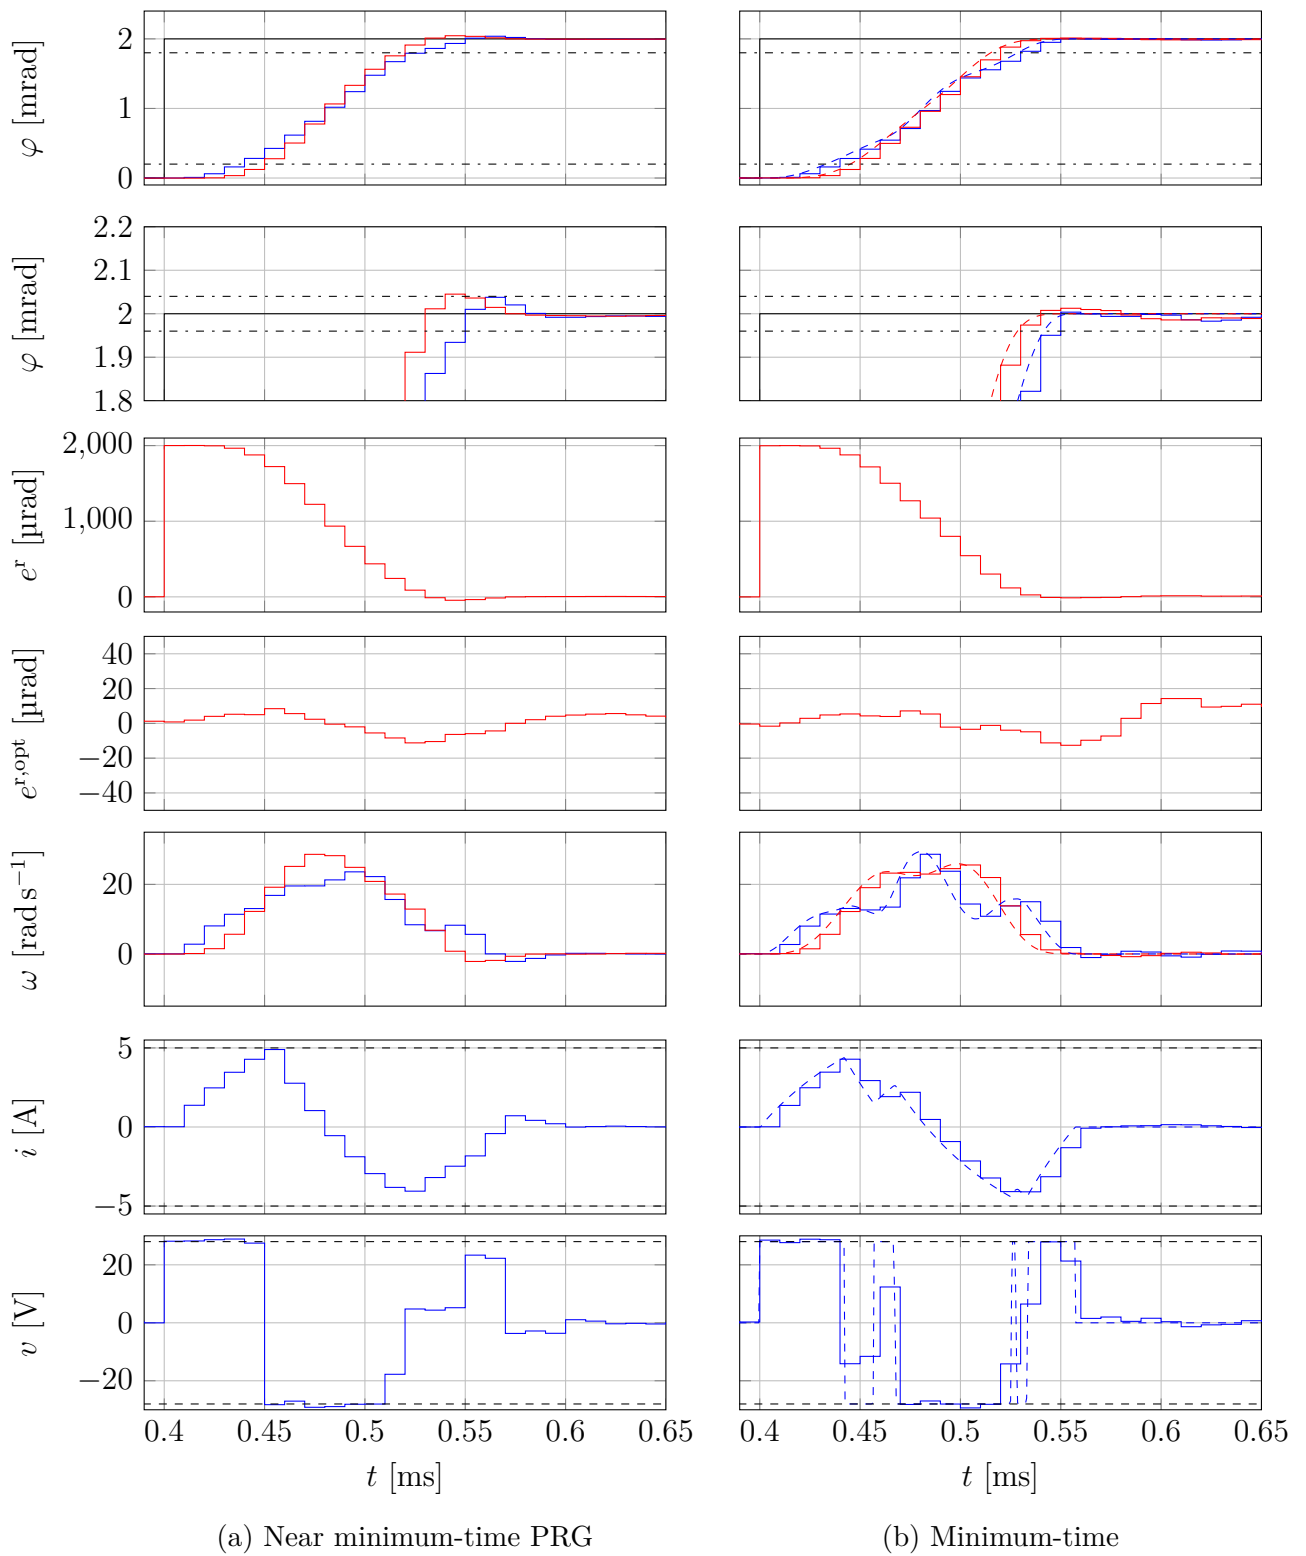 2
1
0
φ [mrad]
2.2
2.1
2
1.9
1.8
φ [mrad]
2,000
1,000
0
eʳ [µrad]
40
20
0
−20
−40
eʳ,ᵒᵖᵗ [µrad]
20
0
ω [rad s⁻¹]
5
0
−5
i [A]
20
0
−20
v [V]
0.4 0.45 0.5 0.55 0.6 0.65
0.4 0.45 0.5 0.55 0.6 0.65
t [ms]
t [ms]
(a) Near minimum-time PRG
(b) Minimum-time